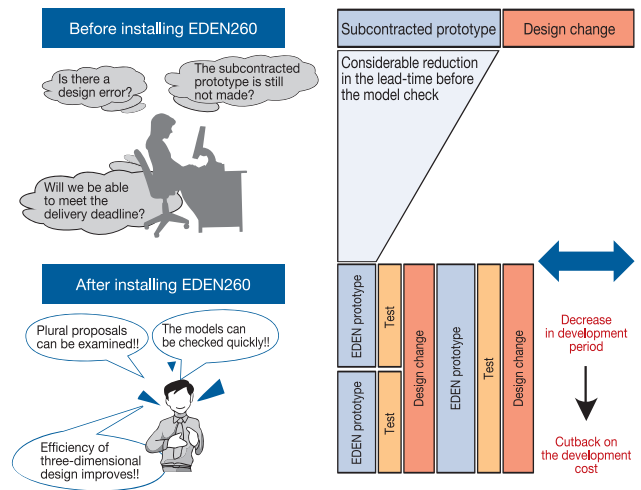 Before installing EDEN260
Is there a
design error?
The subcontracted
prototype is still
not made?
Will we be able
to meet the
delivery deadline?
After installing EDEN260
Plural proposals
can be examined!!
The models can
be checked quickly!!
Efficiency of
three-dimensional
design improves!!
Subcontracted prototype
Design change
Considerable reduction
in the lead-time before
the model check
EDEN prototype
Test
EDEN prototype
Test
Design change
EDEN prototype
Test
Design change
Decrease
in development
period
Cutback on
the development
cost